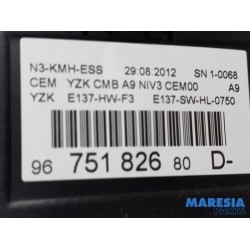 N3-KMH-ESS 29:08:2012 SN 1-0068
CEM YZK CMB A9 NIV3 CEM00 A9
YZK E137-HW-F3 E137-SW-HL-0750
96 751 826 80 D-
MARESIA
PARTS